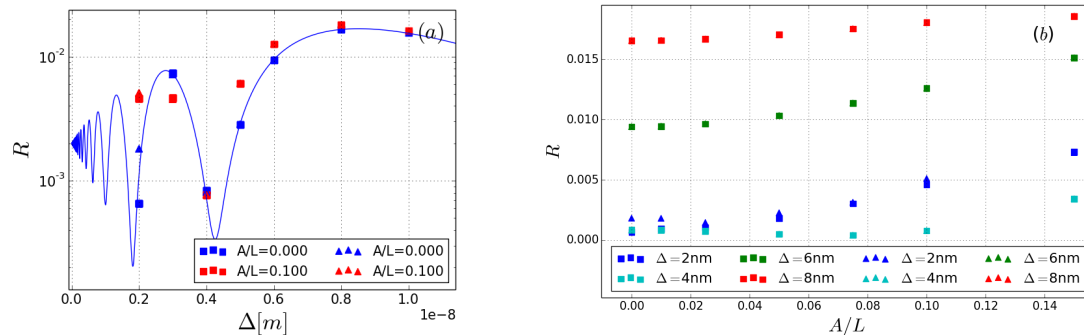 (a)
R
10⁻²
10⁻³
A/L=0.000 A/L=0.000
A/L=0.100 A/L=0.100
0.0 0.2 0.4 0.6 0.8 1.0
1e−8
Δ[m]
(b)
R
0.015
0.010
0.005
0.000
Δ=2nm Δ=6nm Δ=2nm Δ=6nm
Δ=4nm Δ=8nm Δ=4nm Δ=8nm
0.00 0.02 0.04 0.06 0.08 0.10 0.12 0.14
A/L